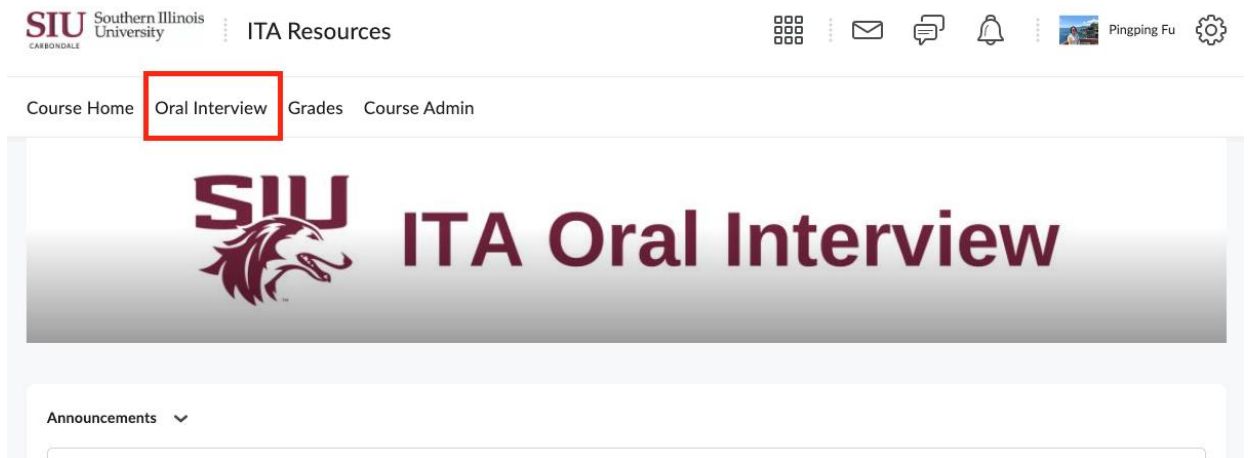 SIU Southern Illinois
University
CARBONDALE
ITA Resources
Pingping Fu
Course Home Oral Interview Grades Course Admin
SIU
ITA Oral Interview
Announcements